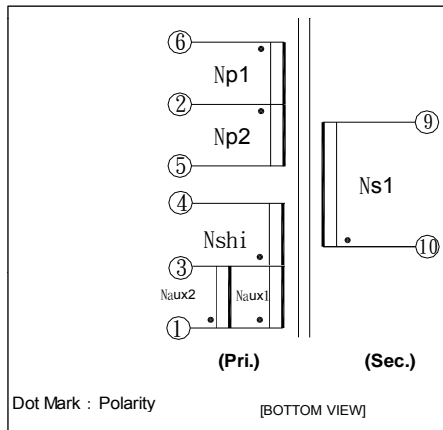 ⑥
Np1
②
Np2
⑤
④
Nshi
③
Naux2 Naux1
①
⑨
Ns1
⑩
(Pri.) (Sec.)
Dot Mark : Polarity [BOTTOM VIEW]